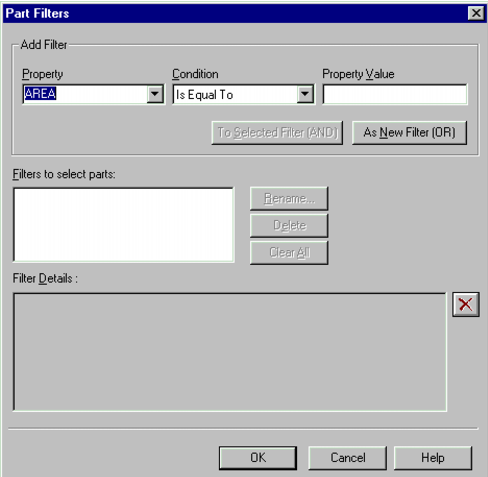 Part Filters
Add Filter
Property Condition Property Value
AREA Is Equal To
To Selected Filter (AND) As New Filter (OR)
Filters to select parts:
Rename...
Delete
Clear All
Filter Details :
OK Cancel Help